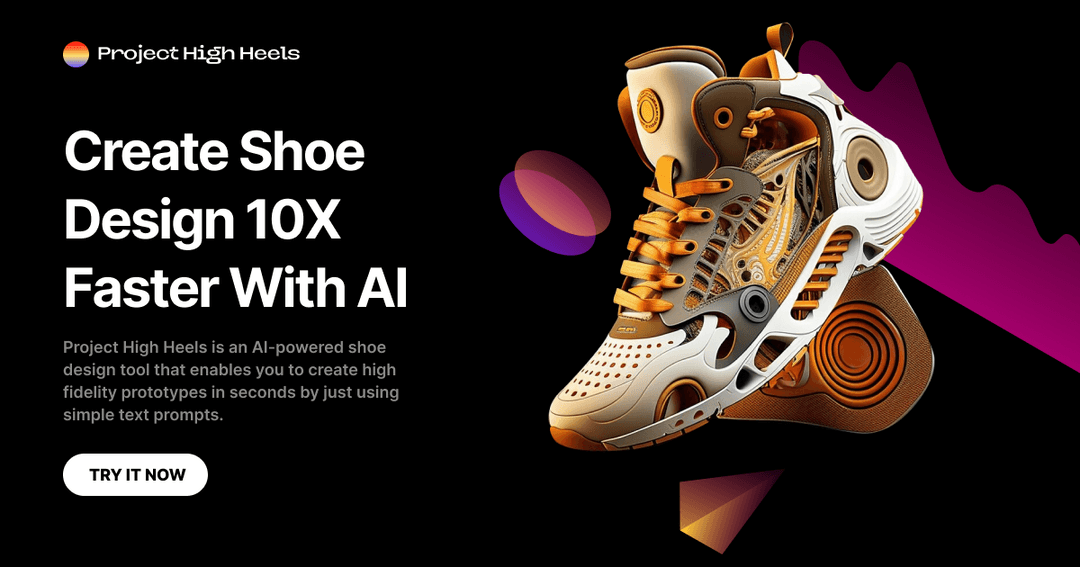 Project High Heels
Create Shoe
Design 10X
Faster With AI
Project High Heels is an AI-powered shoe
design tool that enables you to create high
fidelity prototypes in seconds by just using
simple text prompts.
TRY IT NOW